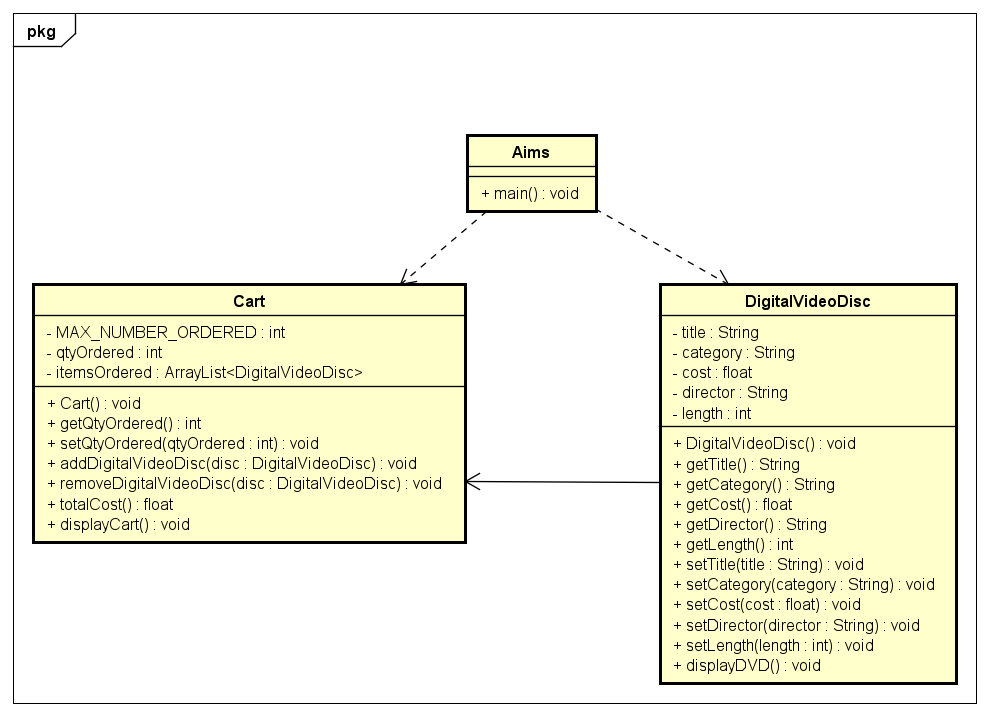 pkg
Aims
+ main() : void
Cart
- MAX_NUMBER_ORDERED : int
- qtyOrdered : int
- itemsOrdered : ArrayList<DigitalVideoDisc>
+ Cart() : void
+ getQtyOrdered() : int
+ setQtyOrdered(qtyOrdered : int) : void
+ addDigitalVideoDisc(disc : DigitalVideoDisc) : void
+ removeDigitalVideoDisc(disc : DigitalVideoDisc) : void
+ totalCost() : float
+ displayCart() : void
DigitalVideoDisc
- title : String
- category : String
- cost : float
- director : String
- length : int
+ DigitalVideoDisc() : void
+ getTitle() : String
+ getCategory() : String
+ getCost() : float
+ getDirector() : String
+ getLength() : int
+ setTitle(title : String) : void
+ setCategory(category : String) : void
+ setCost(cost : float) : void
+ setDirector(director : String) : void
+ setLength(length : int) : void
+ displayDVD() : void